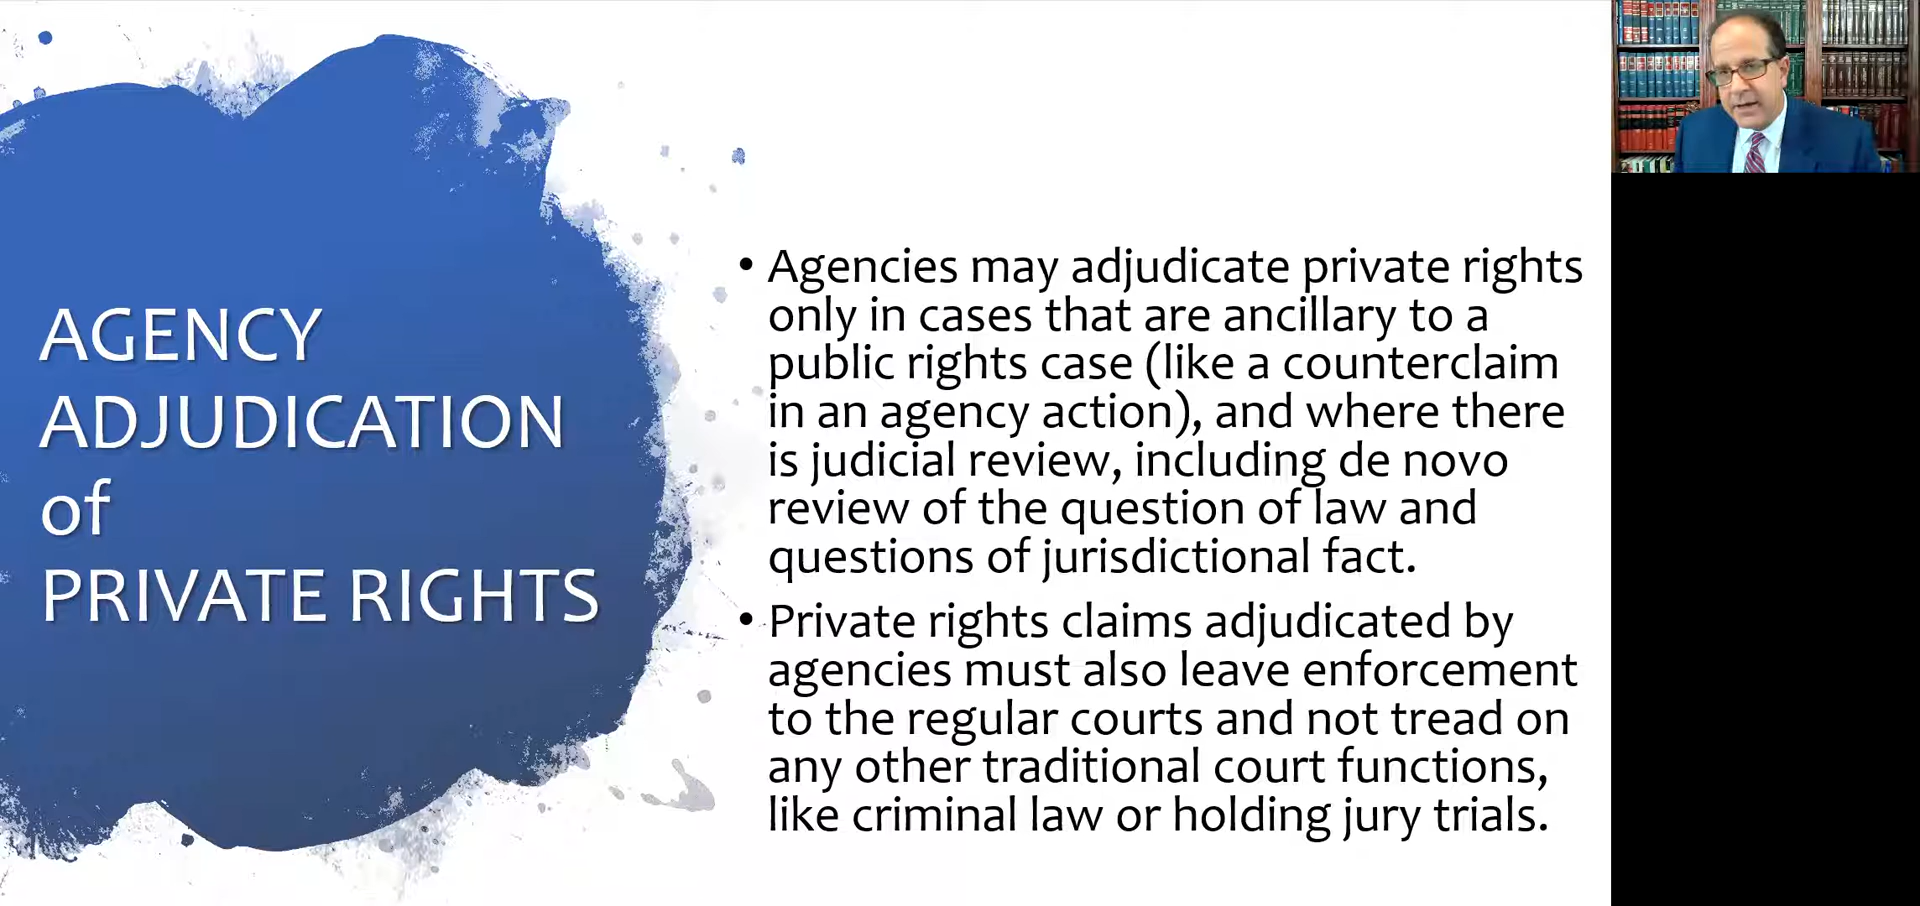 AGENCY
ADJUDICATION
of
PRIVATE RIGHTS
• Agencies may adjudicate private rights
only in cases that are ancillary to a
public rights case (like a counterclaim
in an agency action), and where there
is judicial review, including de novo
review of the question of law and
questions of jurisdictional fact.
• Private rights claims adjudicated by
agencies must also leave enforcement
to the regular courts and not tread on
any other traditional court functions,
like criminal law or holding jury trials.